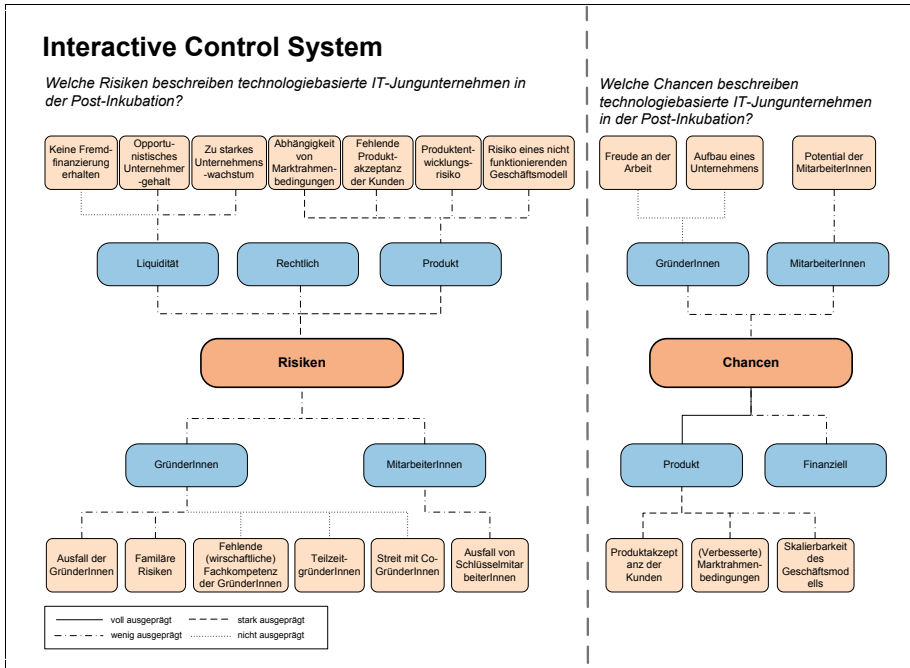 Interactive Control System
Welche Risiken beschreiben technologiebasierte IT-Jungunternehmen in
der Post-Inkubation?
Keine Fremd-
finanzierung
erhalten
Opportu-
nistisches
Unternehmer
-gehalt
Zu starkes
Unternehmens
-wachstum
Abhängigkeit
von
Marktrahmen-
bedingungen
Fehlende
Produkt-
akzeptanz
der Kunden
Produktent-
wicklungs-
risiko
Risiko eines nicht
funktionierenden
Geschäftsmodell
Liquidität
Rechtlich
Produkt
Risiken
GründerInnen
MitarbeiterInnen
Ausfall der
GründerInnen
Familäre
Risiken
Fehlende
(wirschaftliche)
Fachkompetenz
der GründerInnen
Teilzeit-
gründerInnen
Streit mit Co-
GründerInnen
Ausfall von
Schlüsselmitar
beiterInnen
voll ausgeprägt
stark ausgeprägt
wenig ausgeprägt
nicht ausgeprägt
Welche Chancen beschreiben
technologiebasierte IT-Jungunternehmen
in der Post-Inkubation?
Freude an der
Arbeit
Aufbau eines
Unternehmens
Potential der
MitarbeiterInnen
GründerInnen
MitarbeiterInnen
Chancen
Produkt
Finanziell
Produktakzept
anz der
Kunden
(Verbesserte)
Marktrahmen-
bedingungen
Skalierbarkeit
des
Geschäftsmod
ells